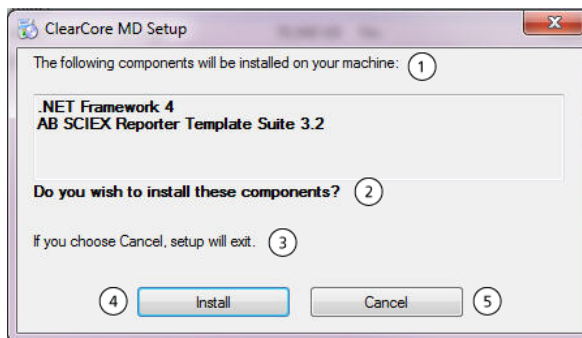 ClearCore MD Setup
The following components will be installed on your machine: 1
.NET Framework 4
AB SCIEX Reporter Template Suite 3.2
Do you wish to install these components? 2
If you choose Cancel, setup will exit. 3
4 Install Cancel 5